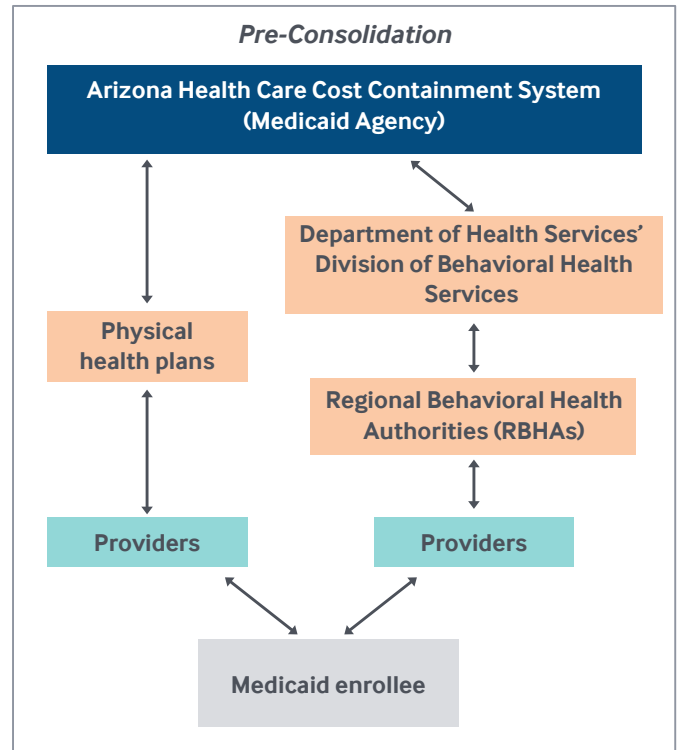 Pre-Consolidation
Arizona Health Care Cost Containment System
(Medicaid Agency)
Department of Health Services’
Division of Behavioral Health
Services
Physical
health plans
Regional Behavioral Health
Authorities (RBHAs)
Providers
Providers
Medicaid enrollee